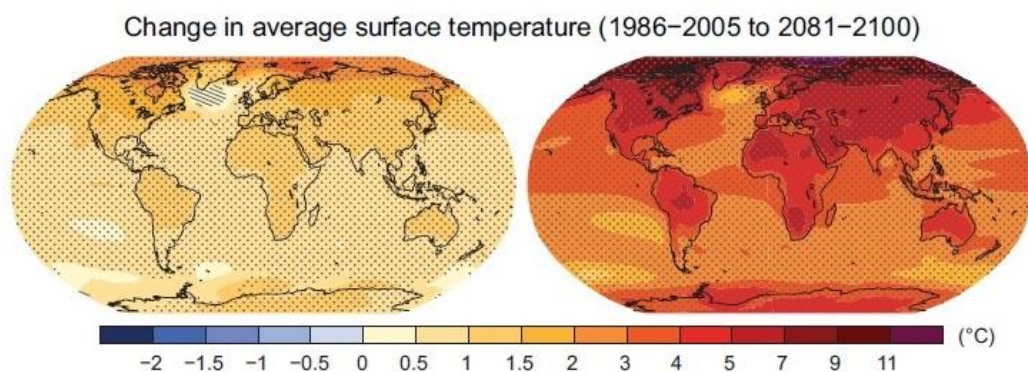 Change in average surface temperature (1986−2005 to 2081−2100)
(°C)
−2 −1.5 −1 −0.5 0 0.5 1 1.5 2 3 4 5 7 9 11